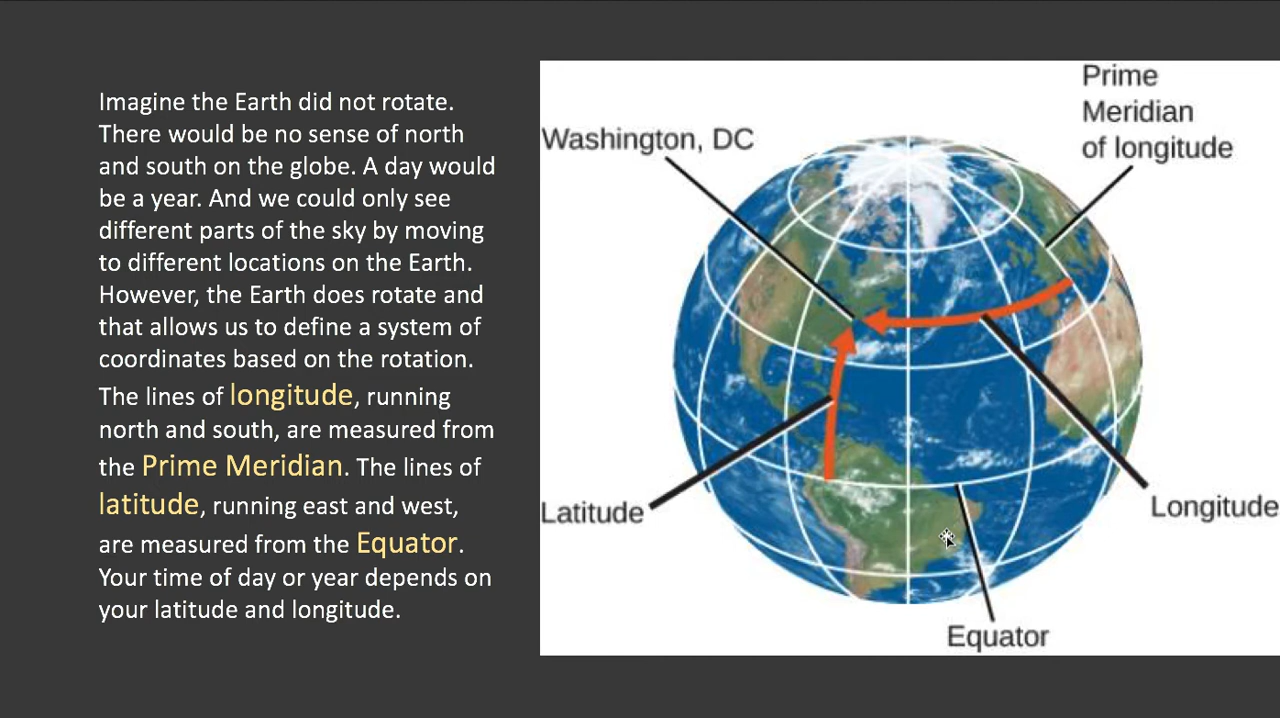 Imagine the Earth did not rotate.
There would be no sense of north
and south on the globe. A day would
be a year. And we could only see
different parts of the sky by moving
to different locations on the Earth.
However, the Earth does rotate and
that allows us to define a system of
coordinates based on the rotation.
The lines of longitude, running
north and south, are measured from
the Prime Meridian. The lines of
latitude, running east and west,
are measured from the Equator.
Your time of day or year depends on
your latitude and longitude.
Prime
Meridian
of longitude
Washington, DC
Latitude
Longitude
Equator